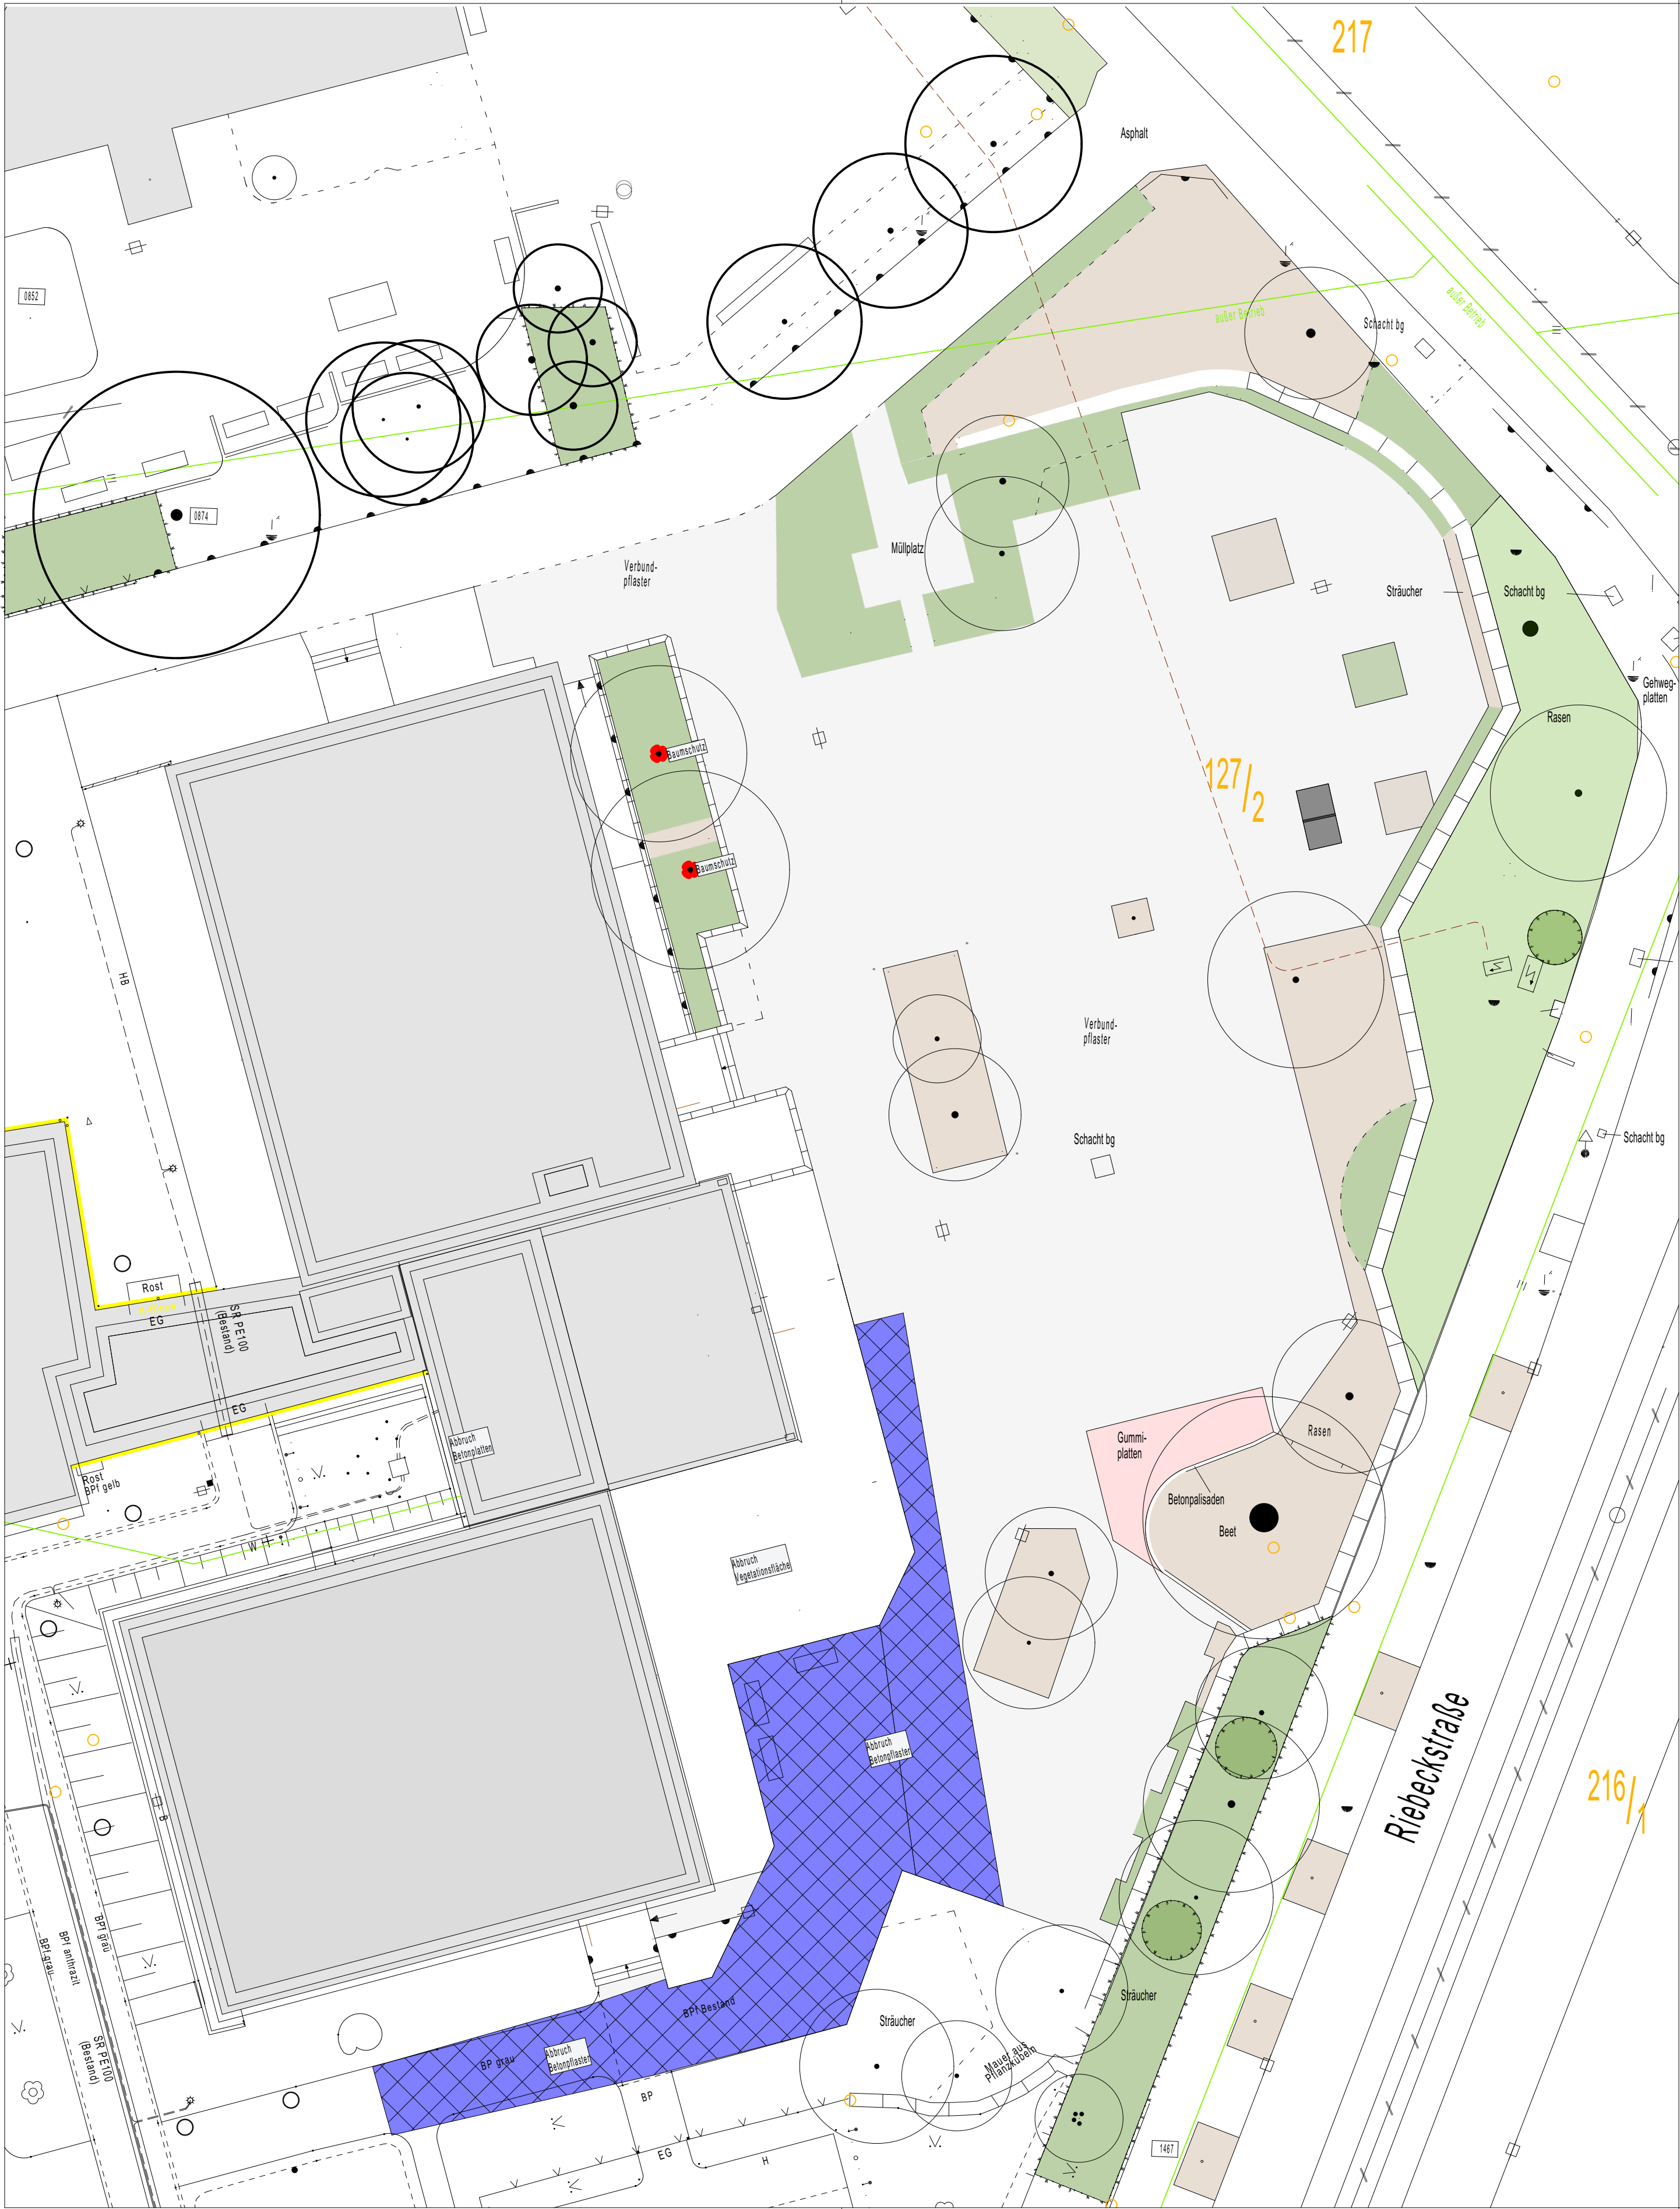 217
Asphalt
0852
außer Betrieb
außer Betrieb
Schacht bg
0874
Müllplatz
Verbund-
pflaster
Sträucher
Schacht bg
Gehweg-
platten
Rasen
Baumschutz
127/2
Baumschutz
HB
Verbund-
pflaster
Schacht bg
Schacht bg
Rost
EG
SR PE100
(Bestand)
EG
Abbruch
Betonplatten
Gummi-
platten
Rasen
Rost
BPf gelb
Betonpalisaden
Beet
W
Abbruch
Vegetationsfläche
Abbruch
Betonpflaster
Riebeckstraße
216/1
B
BPf grau
BPf anthrazit
BPf grau
SR PE100
(Bestand)
BPf Bestand
Sträucher
Sträucher
BP grau
Abbruch
Betonpflaster
Mauer aus
Pflanzkübeln
BP
EG
H
1467